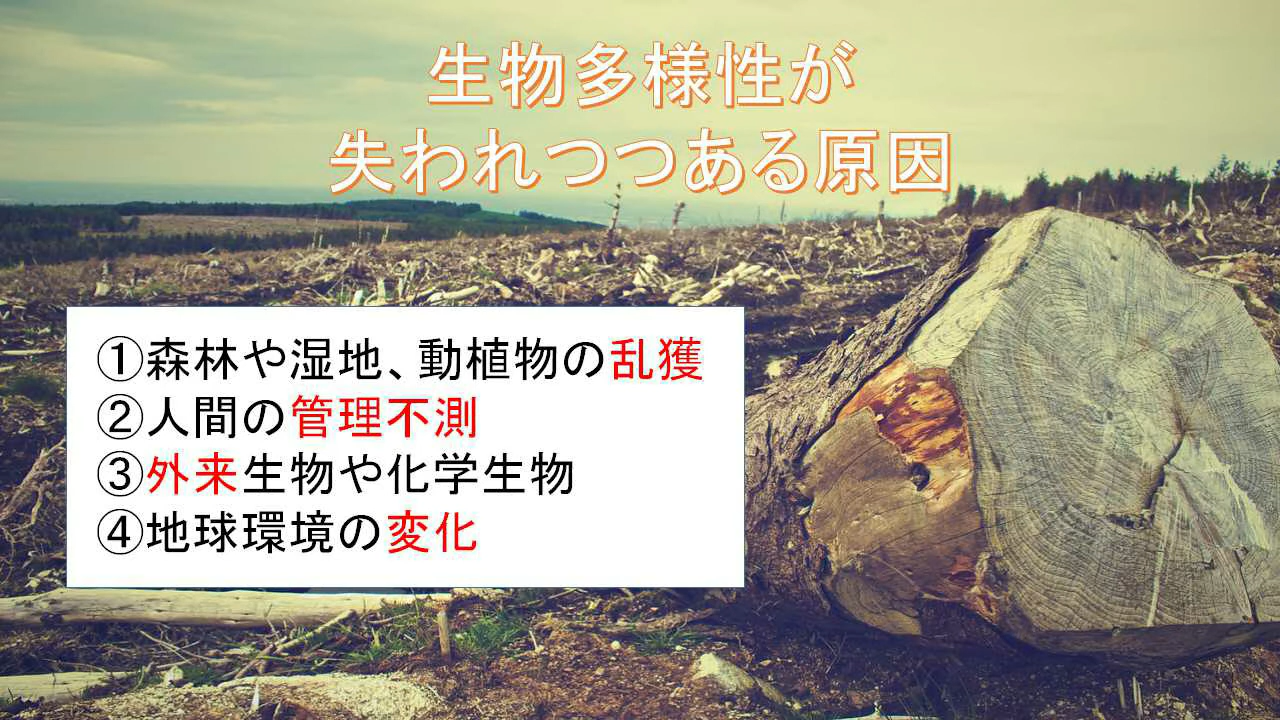 生物多様性が
失われつつある原因
①森林や湿地、動植物の乱獲
②人間の管理不測
③外来生物や化学生物
④地球環境の変化